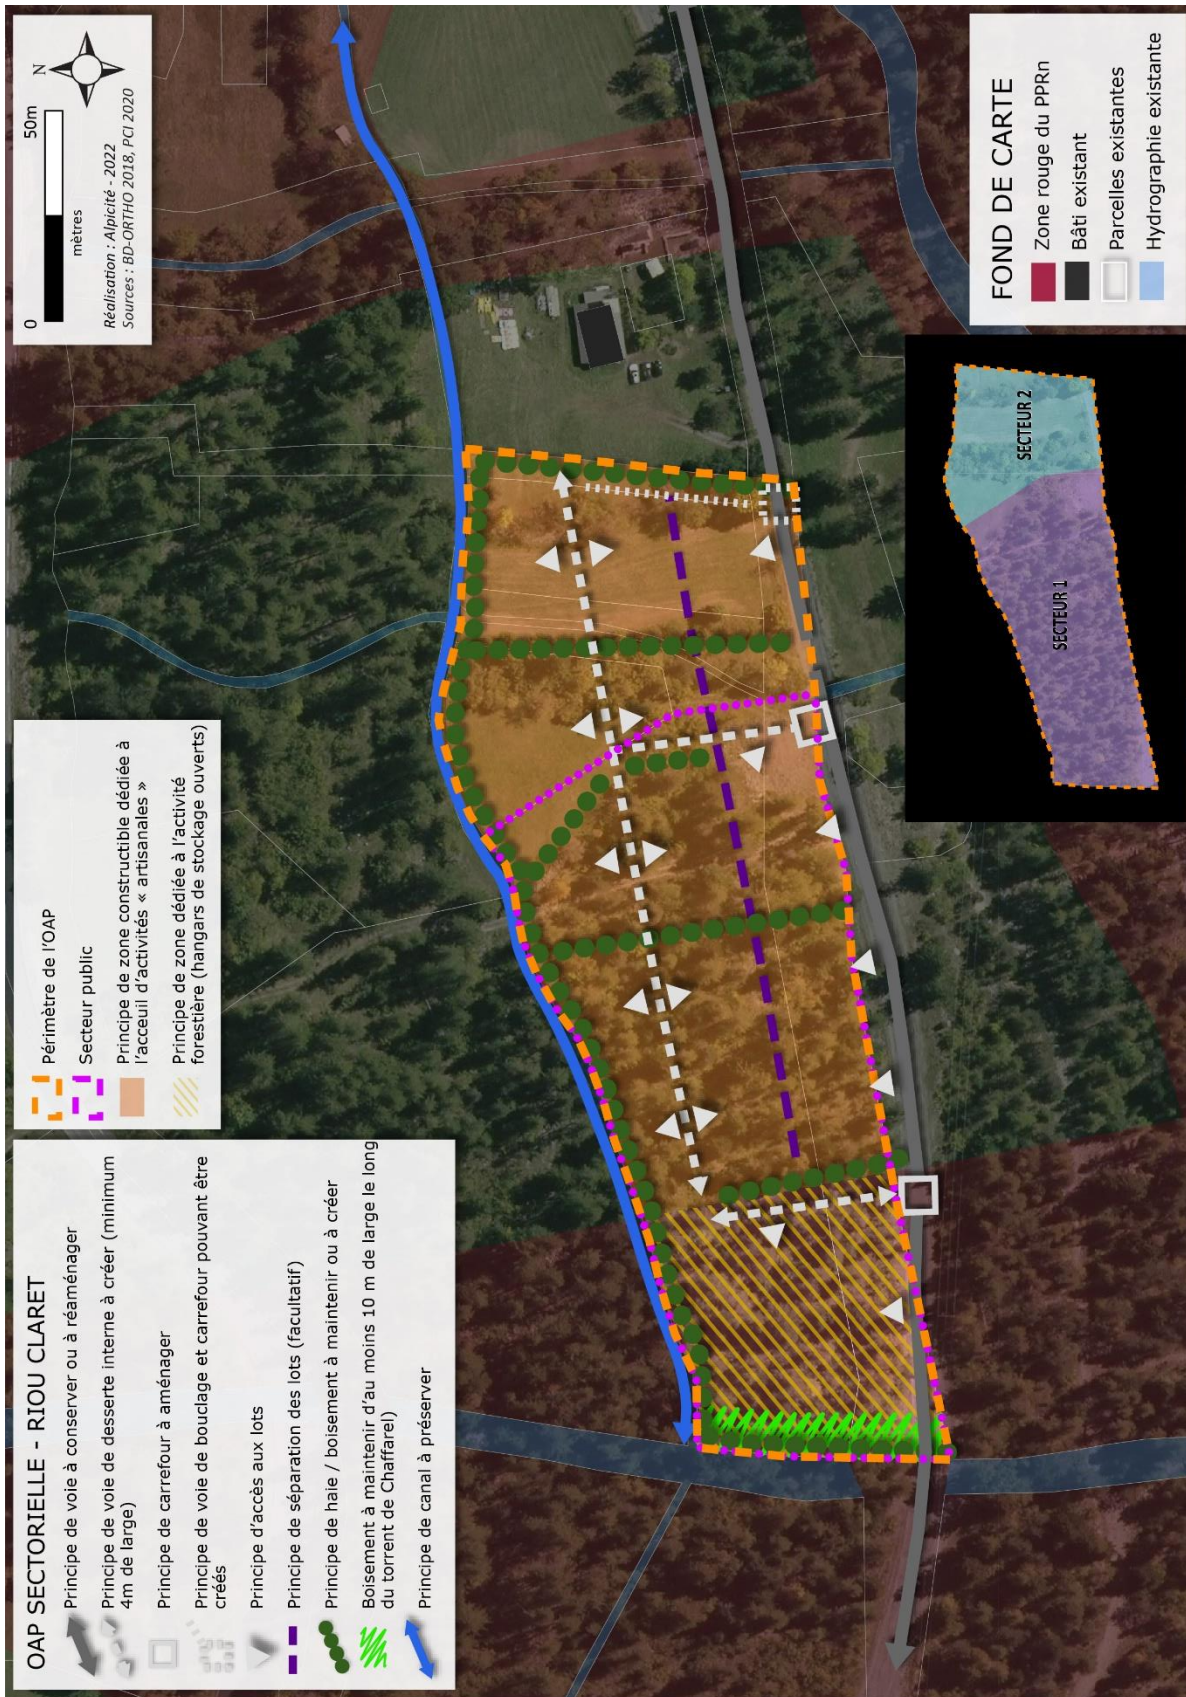 OAP SECTORIELLE - RIOU CLARET
Principe de voie à conserver ou à réaménager
Principe de voie de desserte interne à créer (minimum
4m de large)
Principe de carrefour à aménager
Principe de voie de bouclage et carrefour pouvant être
créés
Principe d'accès aux lots
Principe de séparation des lots (facultatif)
Principe de haie / boisement à maintenir ou à créer
Boisement à maintenir d'au moins 10 m de large le long
du torrent de Chaffarel)
Principe de canal à préserver
Périmètre de l'OAP
Secteur public
Principe de zone constructible dédiée à
l'acceuil d'activités « artisanales »
Principe de zone dédiée à l'activité
forestière (hangars de stockage ouverts)
0 50m
mètres
N
Réalisation : Alpicité - 2022
Sources : BD-ORTHO 2018, PCI 2020
SECTEUR 1
SECTEUR 2
FOND DE CARTE
Zone rouge du PPRn
Bâti existant
Parcelles existantes
Hydrographie existante